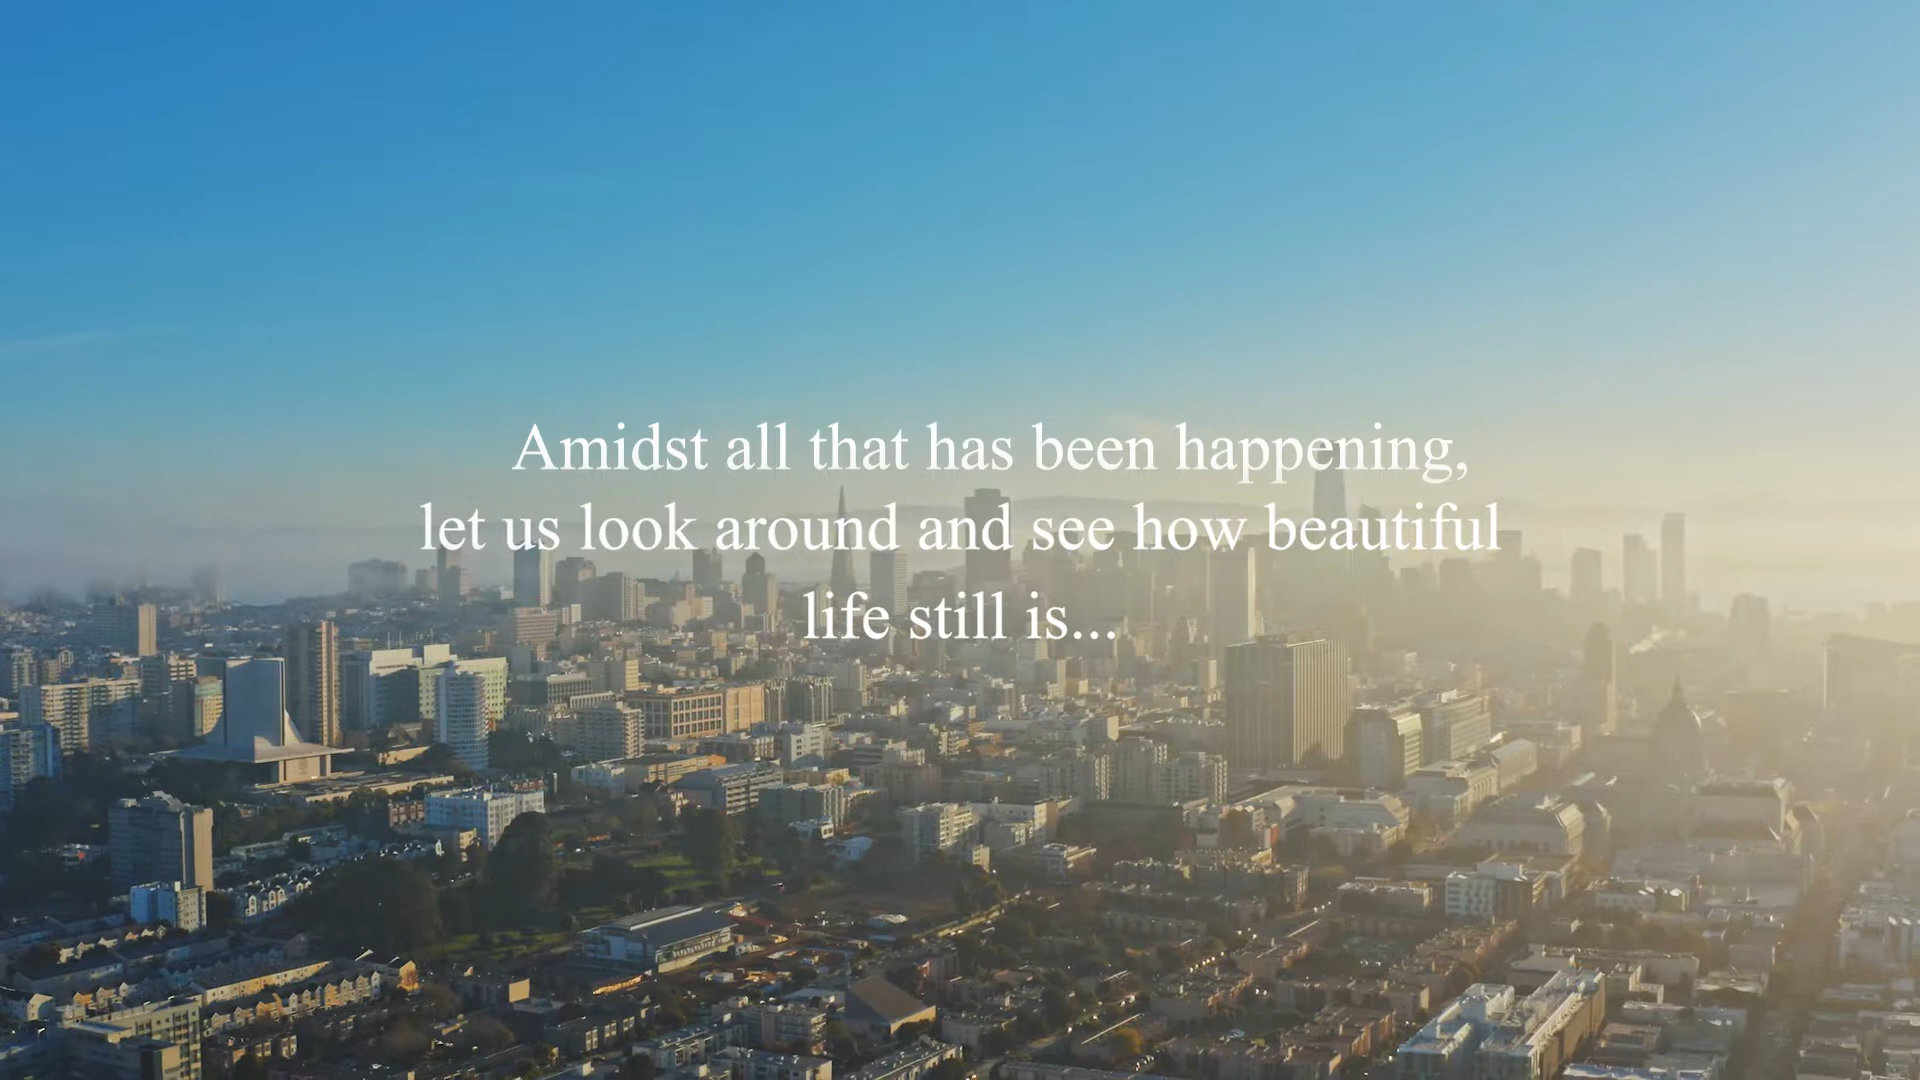 Amidst all that has been happening,
let us look around and see how beautiful
life still is...